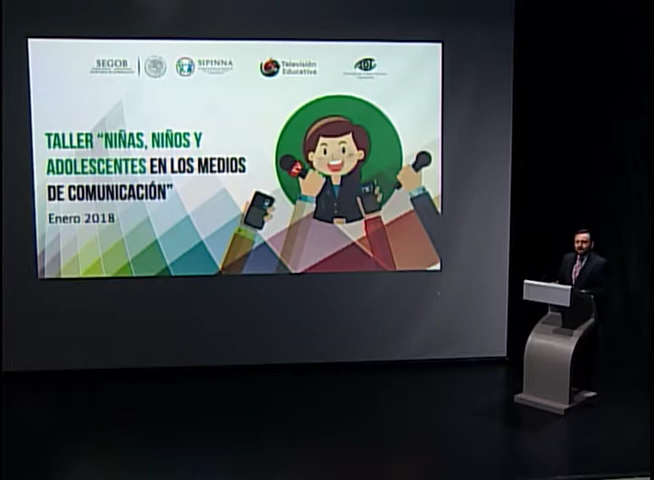 SEGOB
SIPINNA
Televisión
Educativa
TALLER "NIÑAS, NIÑOS Y
ADOLESCENTES EN LOS MEDIOS
DE COMUNICACIÓN"
Enero 2018